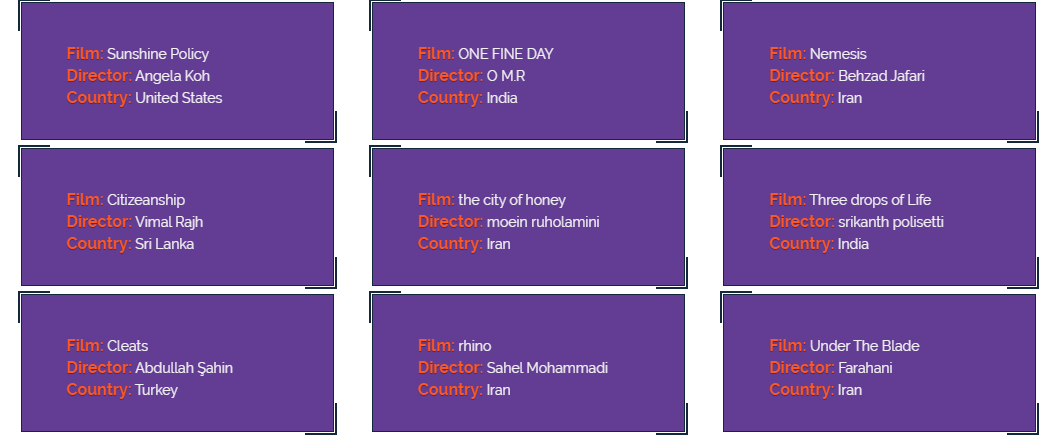 Film: Sunshine Policy
Director: Angela Koh
Country: United States
Film: ONE FINE DAY
Director: O M.R
Country: India
Film: Nemesis
Director: Behzad Jafari
Country: Iran
Film: Citizeanship
Director: Vimal Rajh
Country: Sri Lanka
Film: the city of honey
Director: moein ruholamini
Country: Iran
Film: Three drops of Life
Director: srikanth polisetti
Country: India
Film: Cleats
Director: Abdullah Şahin
Country: Turkey
Film: rhino
Director: Sahel Mohammadi
Country: Iran
Film: Under The Blade
Director: Farahani
Country: Iran